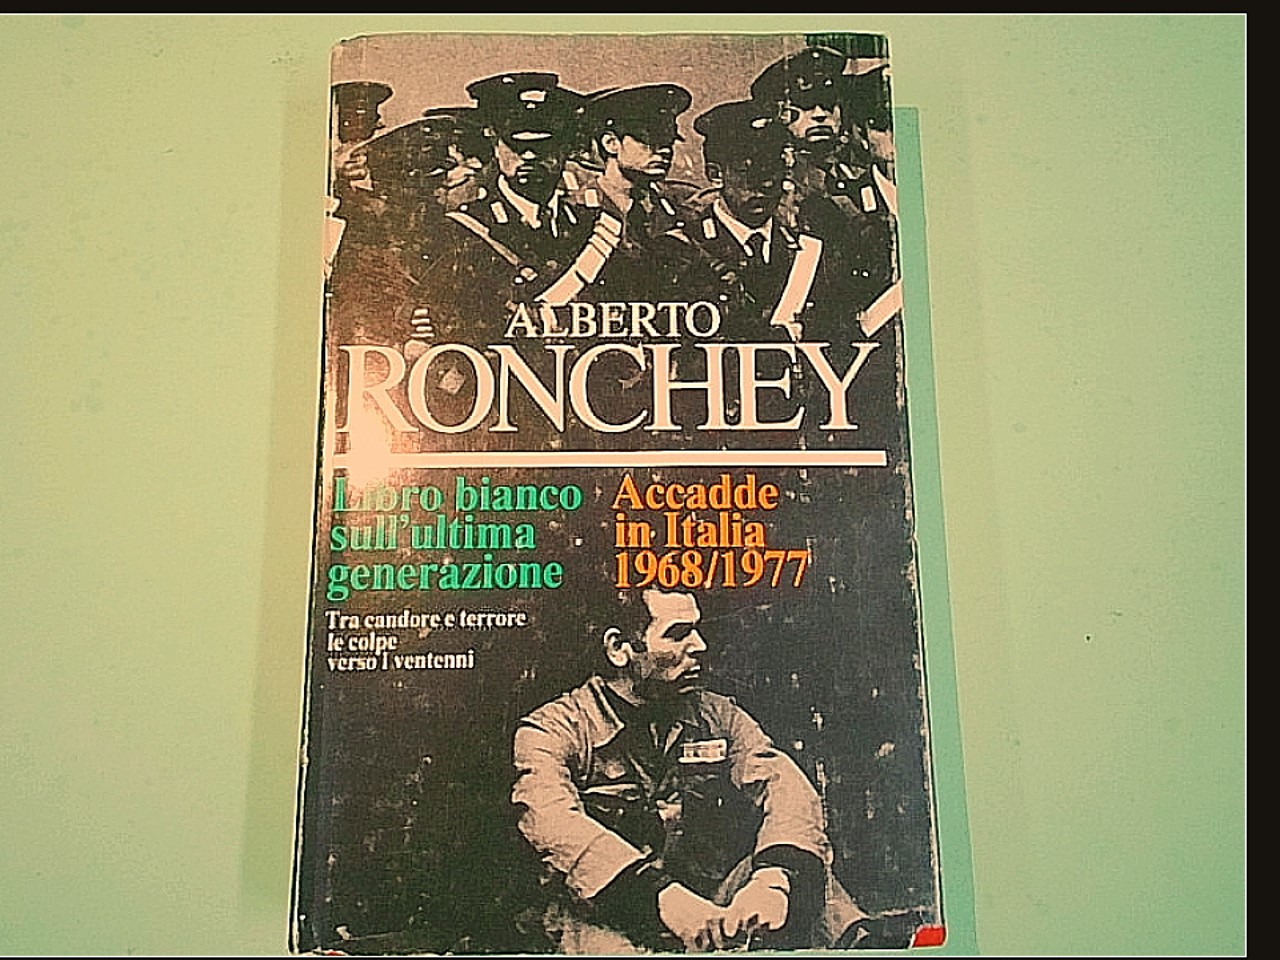 ALBERTO
RONCHEY
Libro bianco
sull'ultima
generazione
Accadde
in Italia
1968/1977
Tra candore e terrore
le colpe
verso i ventenni